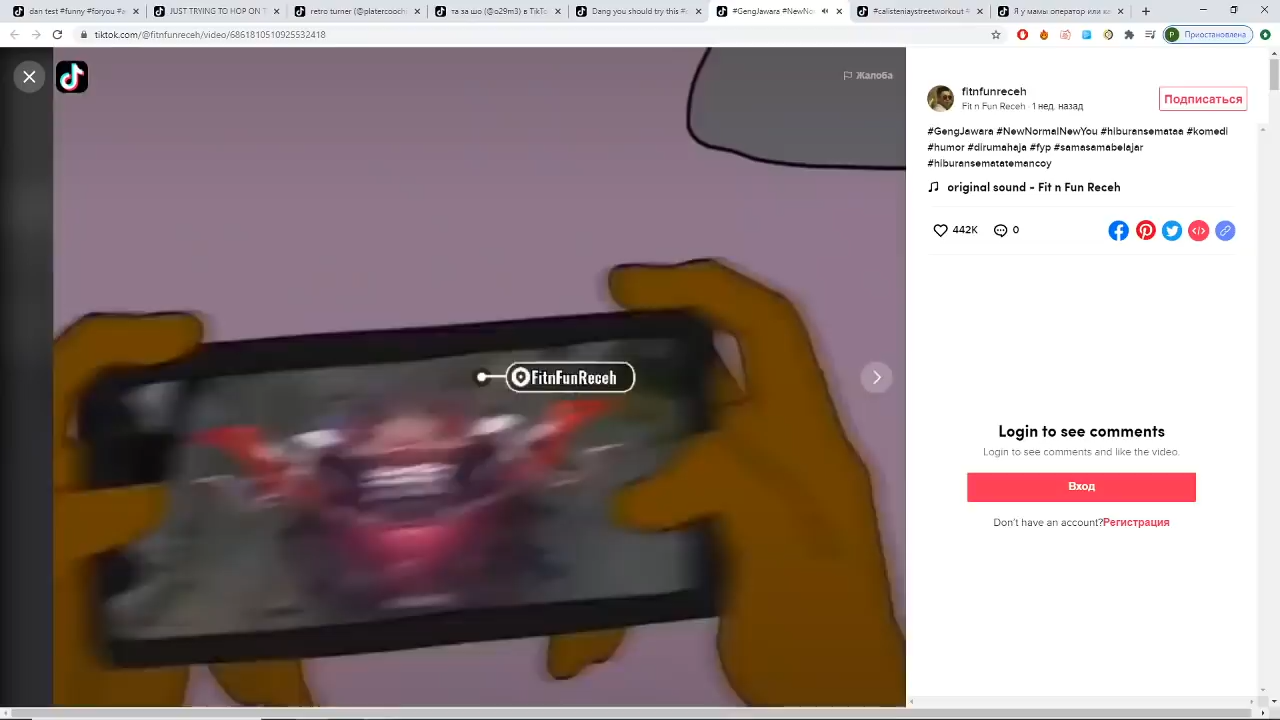 dan test #funny #foryou #и
JUST TRYING TO HOP ON T
retro turner (@platercooch
та за шо (@o29m3) в TikTo
Dang you should try this #
#GengJawara #NewNo
#calisteniaystreetworkout #
Я у мамы оператор или их
tiktok.com/@fitnfunreceh/video/6861810510925532418
P Приостановлена
Жалоба
FitnFunReceh
fitnfunreceh
Fit n Fun Receh · 1 нед. назад
Подписаться
#GengJawara #NewNormalNewYou #hiburansemataa #komedi
#humor #dirumahaja #fyp #samasamabelajar
#hiburansematatemancoy
original sound - Fit n Fun Receh
442K
0
Login to see comments
Login to see comments and like the video.
Вход
Don't have an account?Регистрация